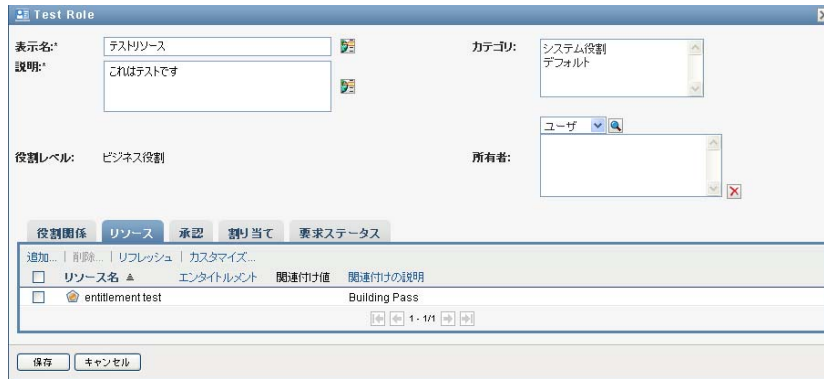 Test Role
表示名:*
テストリソース
カテゴリ:
システム役割
デフォルト
説明:*
これはテストです
ユーザ
役割レベル:
ビジネス役割
所有者:
役割関係 リソース 承認 割り当て 要求ステータス
追加... | 削除... | リフレッシュ | カスタマイズ...
リソース名 エンタイトルメント 関連付け値 関連付けの説明
entitlement test Building Pass
1 - 1/1
保存 キャンセル